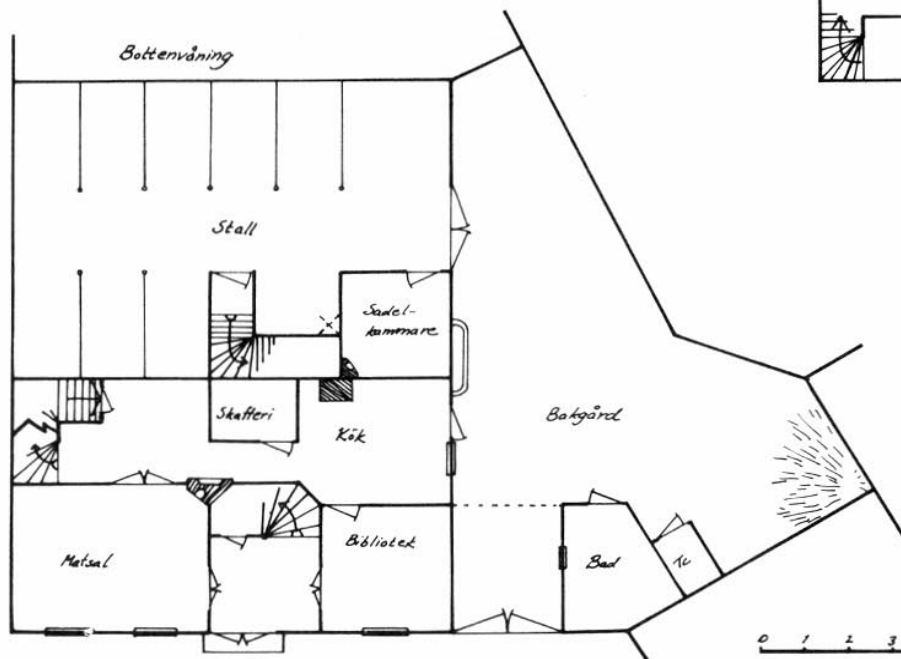 Bottenvåning
Stall
Sadel-
kammare
Skafferi
Kök
Bakgård
Matsal
Bibliotek
Bad
Tc
0 1 2 3